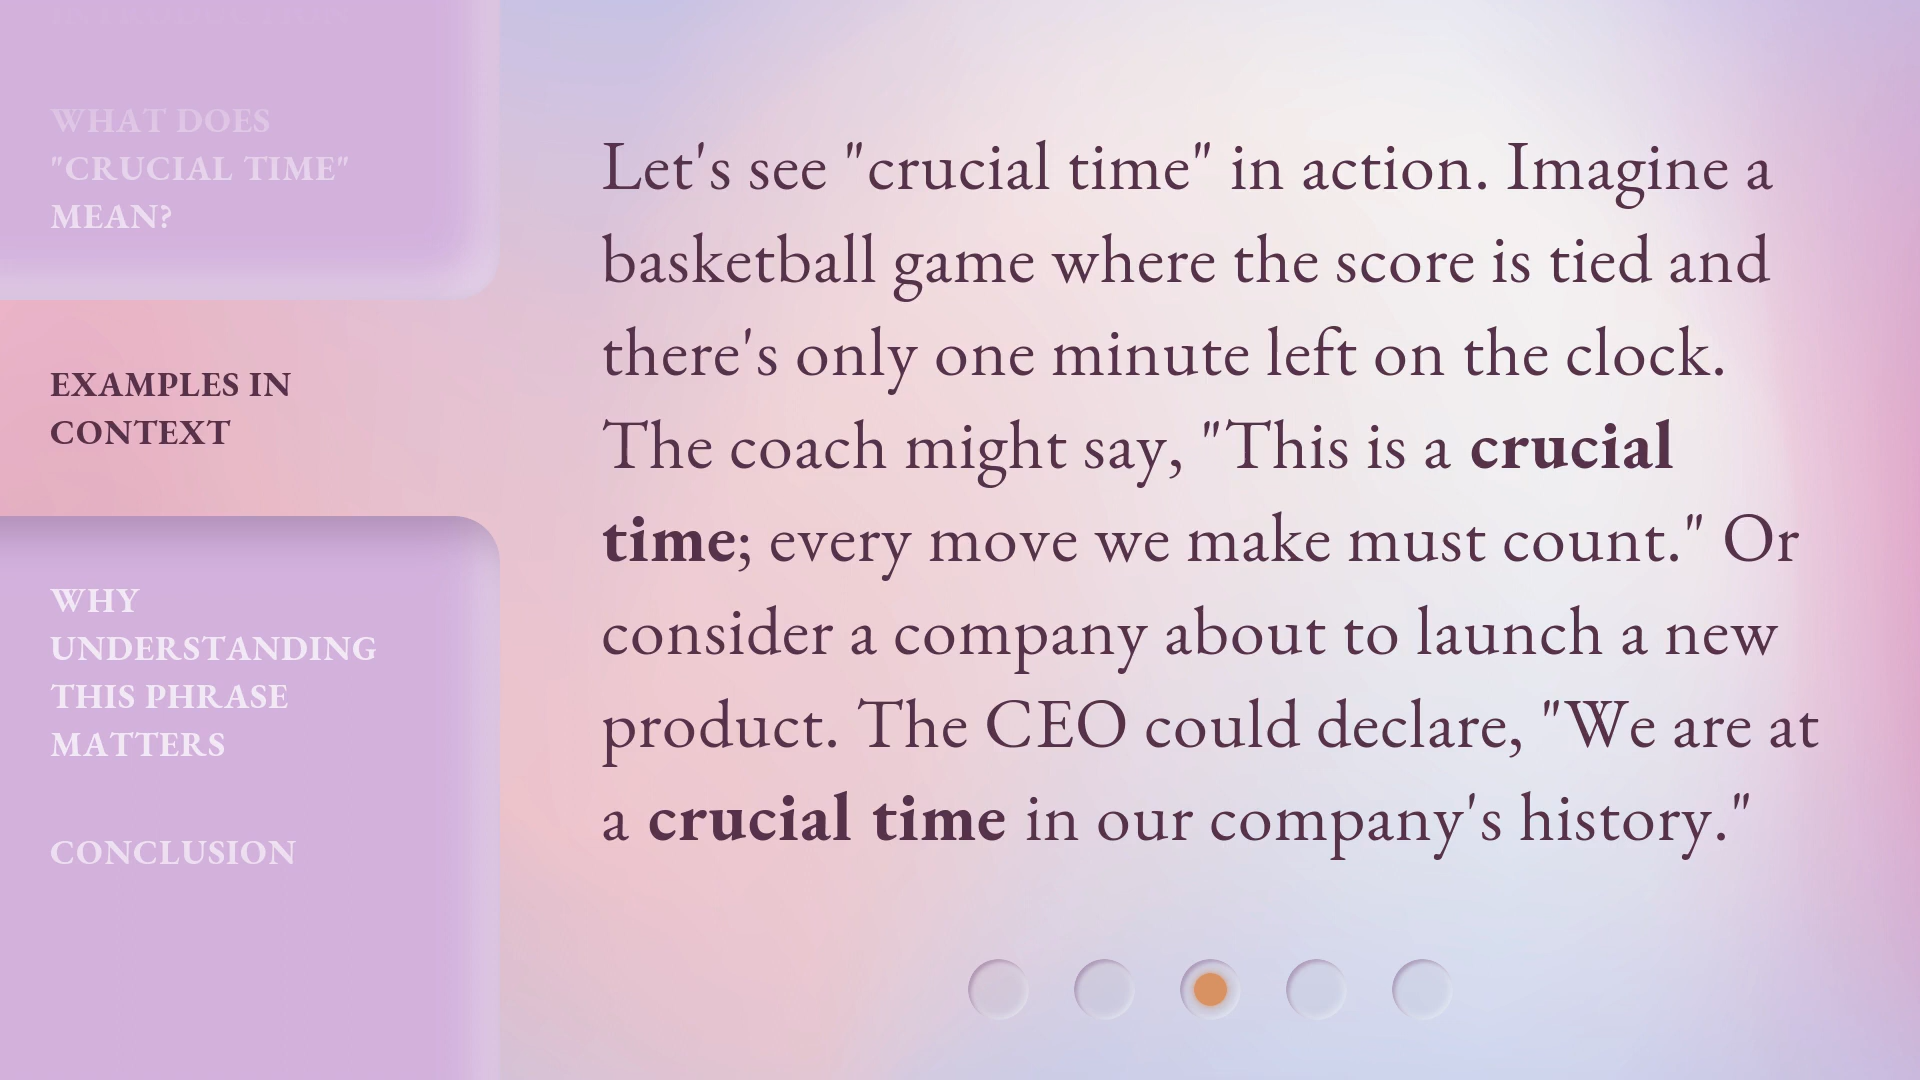 INTRODUCTION
WHAT DOES
"CRUCIAL TIME"
MEAN?
EXAMPLES IN
CONTEXT
WHY
UNDERSTANDING
THIS PHRASE
MATTERS
CONCLUSION
Let's see "crucial time" in action. Imagine a
basketball game where the score is tied and
there's only one minute left on the clock.
The coach might say, "This is a crucial
time; every move we make must count." Or
consider a company about to launch a new
product. The CEO could declare, "We are at
a crucial time in our company's history."